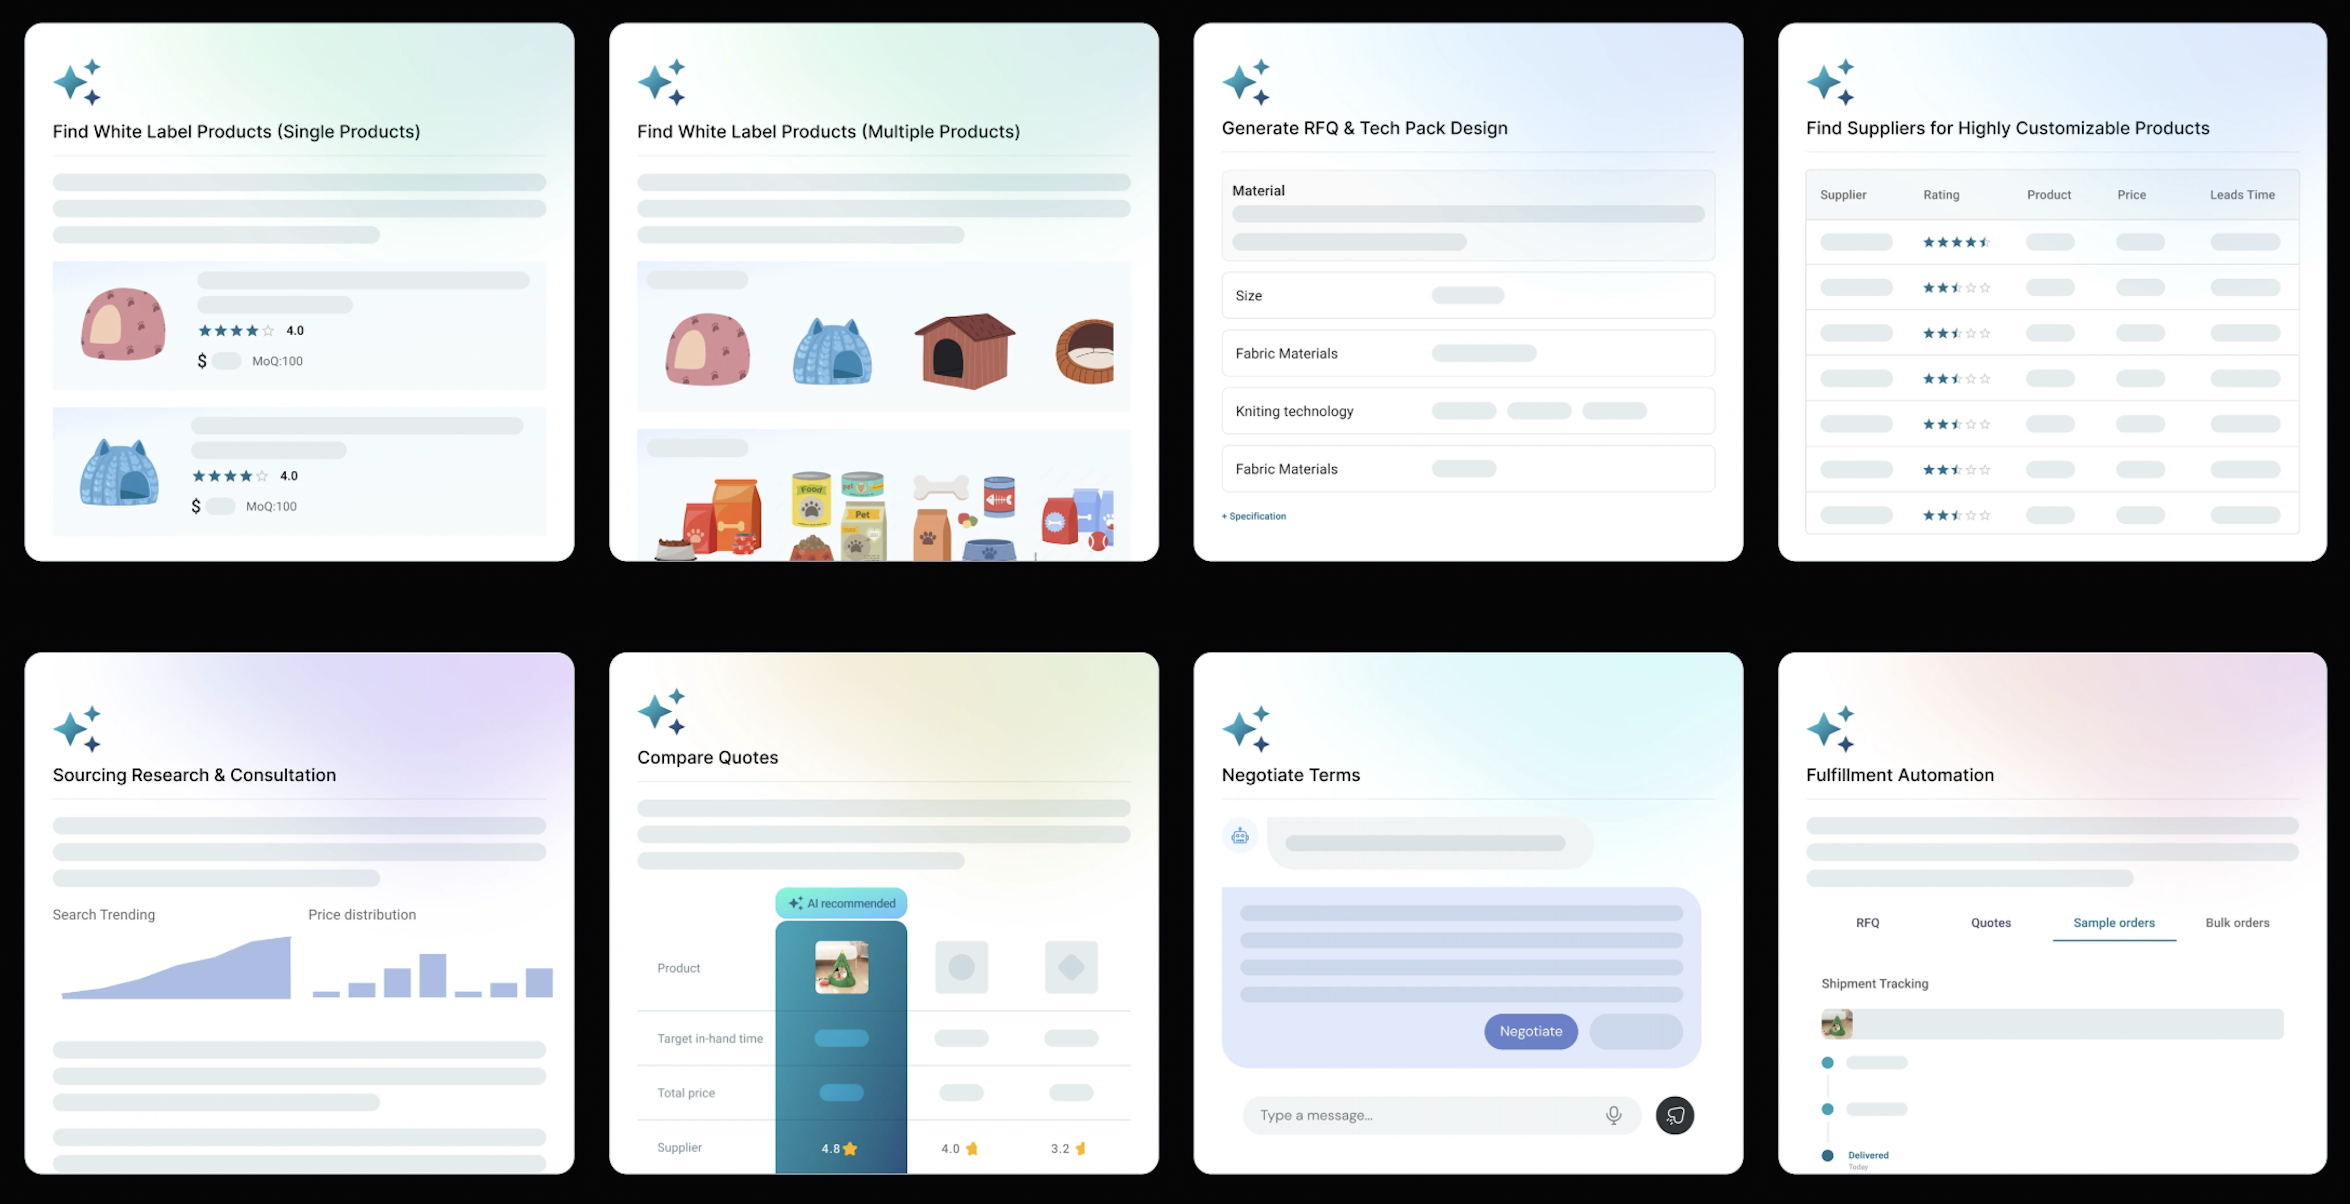 Find White Label Products (Single Products)
4.0
$
MoQ:100
4.0
$
MoQ:100
Find White Label Products (Multiple Products)
Food
pet
Pet
Generate RFQ & Tech Pack Design
Material
Size
Fabric Materials
Kniting technology
Fabric Materials
+ Specification
Find Suppliers for Highly Customizable Products
Supplier Rating Product Price Leads Time
Sourcing Research & Consultation
Search Trending Price distribution
Compare Quotes
AI recommended
Product
Target in-hand time
Total price
Supplier 4.8 4.0 3.2
Negotiate Terms
Negotiate
Type a message...
Fulfillment Automation
RFQ Quotes Sample orders Bulk orders
Shipment Tracking
Delivered
Today